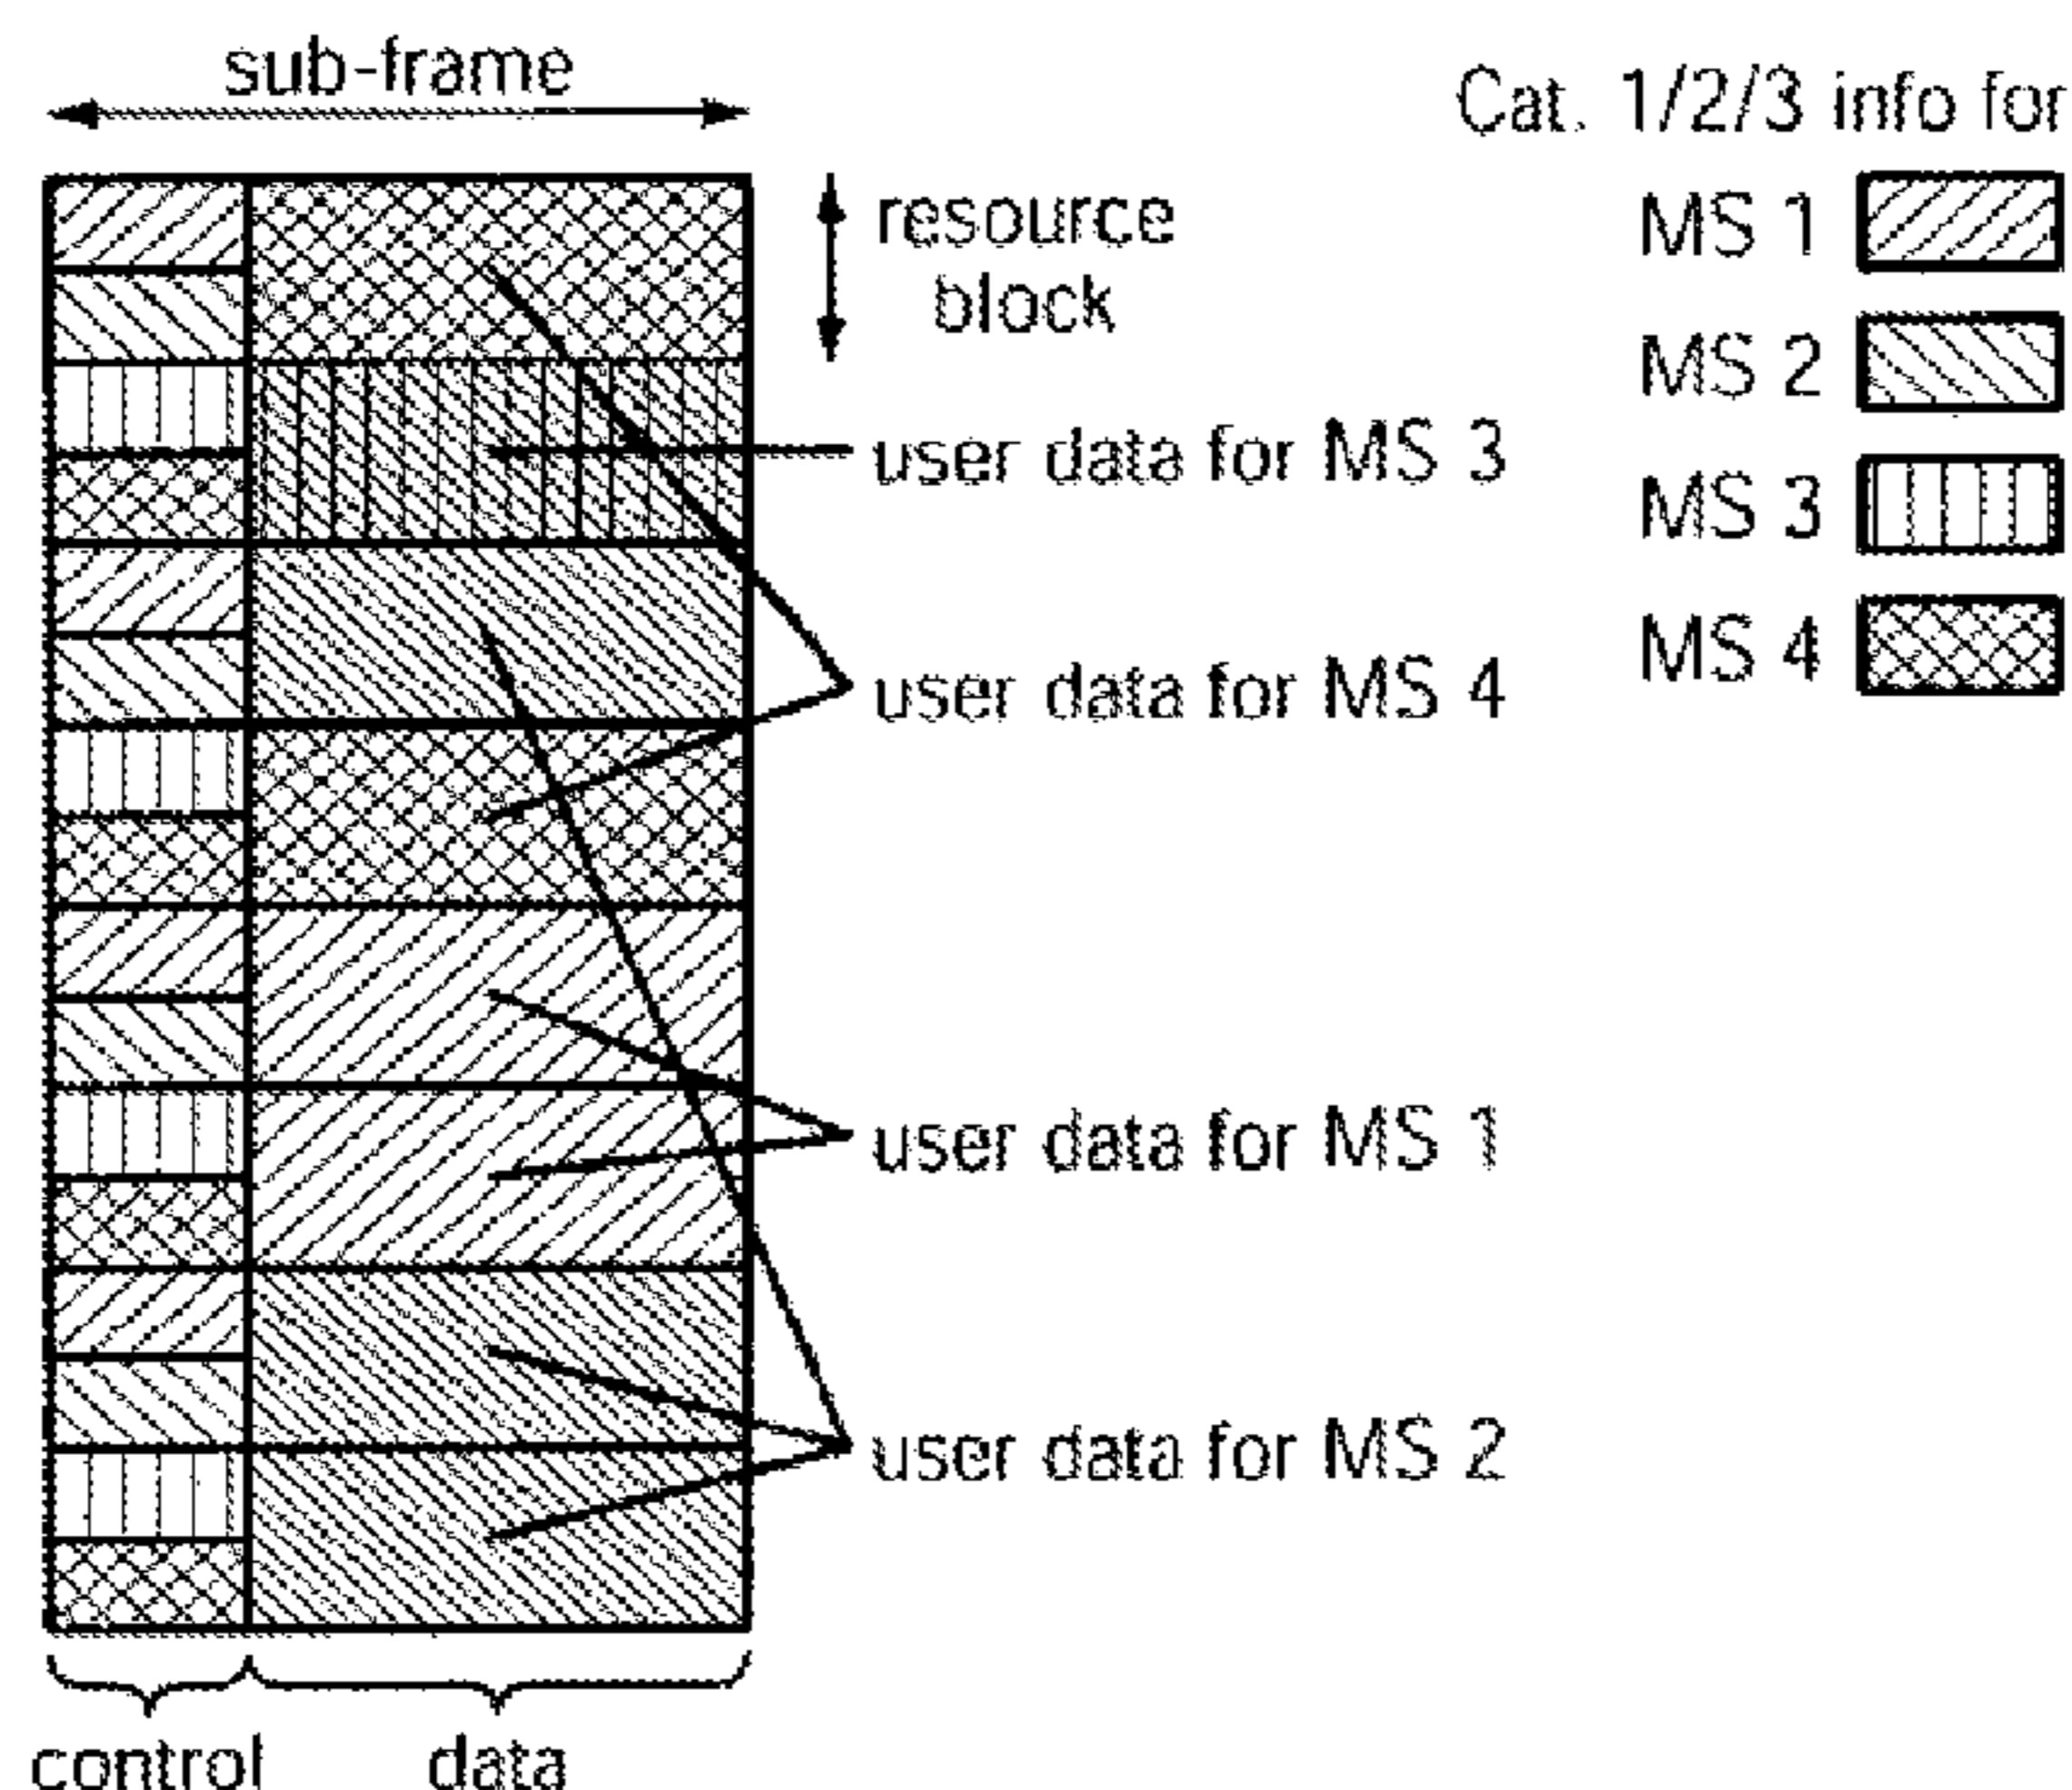 sub-frame
Cat. 1/2/3 info for
resource
block
MS 1
MS 2
MS 3
MS 4
user data for MS 3
user data for MS 4
user data for MS 1
user data for MS 2
control
data